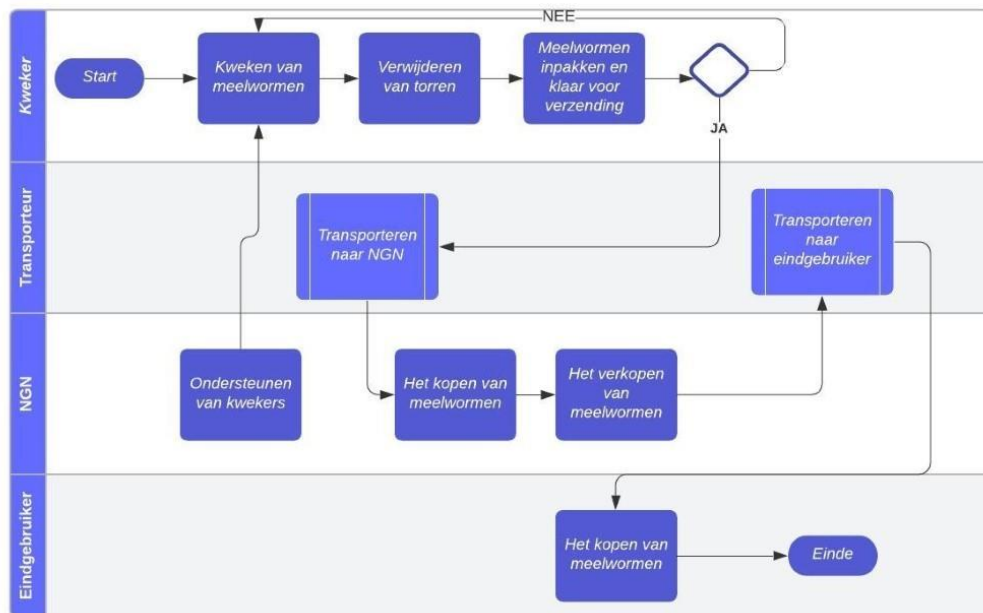 NEE
Kweker
Start
Kweken van
meelwormen
Verwijderen
van torren
Meelwormen
inpakken en
klaar voor
verzending
JA
Transporteur
Transporteren
naar NGN
Transporteren
naar
eindgebruiker
NGN
Ondersteunen
van kwekers
Het kopen van
meelwormen
Het verkopen
van
meelwormen
Eindgebruiker
Het kopen van
meelwormen
Einde